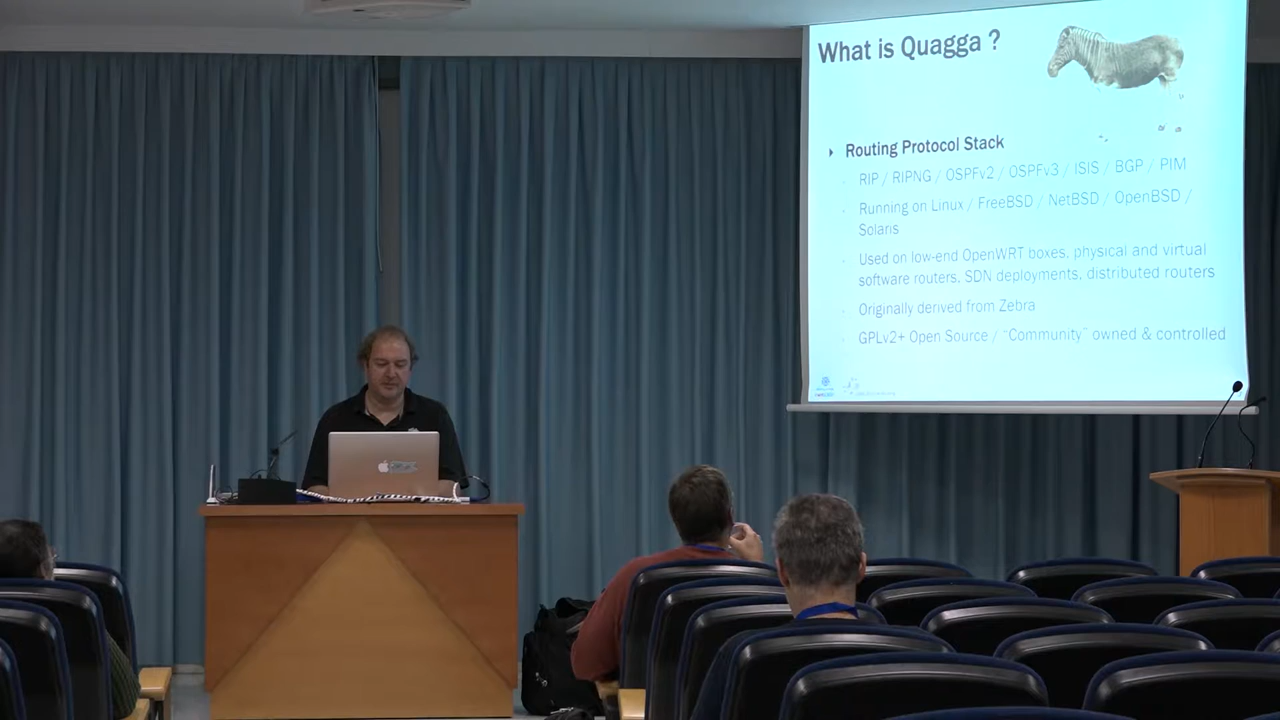 What is Quagga ?
Routing Protocol Stack
RIP / RIPNG / OSPFv2 / OSPFv3 / ISIS / BGP / PIM
Running on Linux / FreeBSD / NetBSD / OpenBSD /
Solaris
Used on low-end OpenWRT boxes, physical and virtual
software routers, SDN deployments, distributed routers
Originally derived from Zebra
GPLv2+ Open Source / "Community" owned & controlled